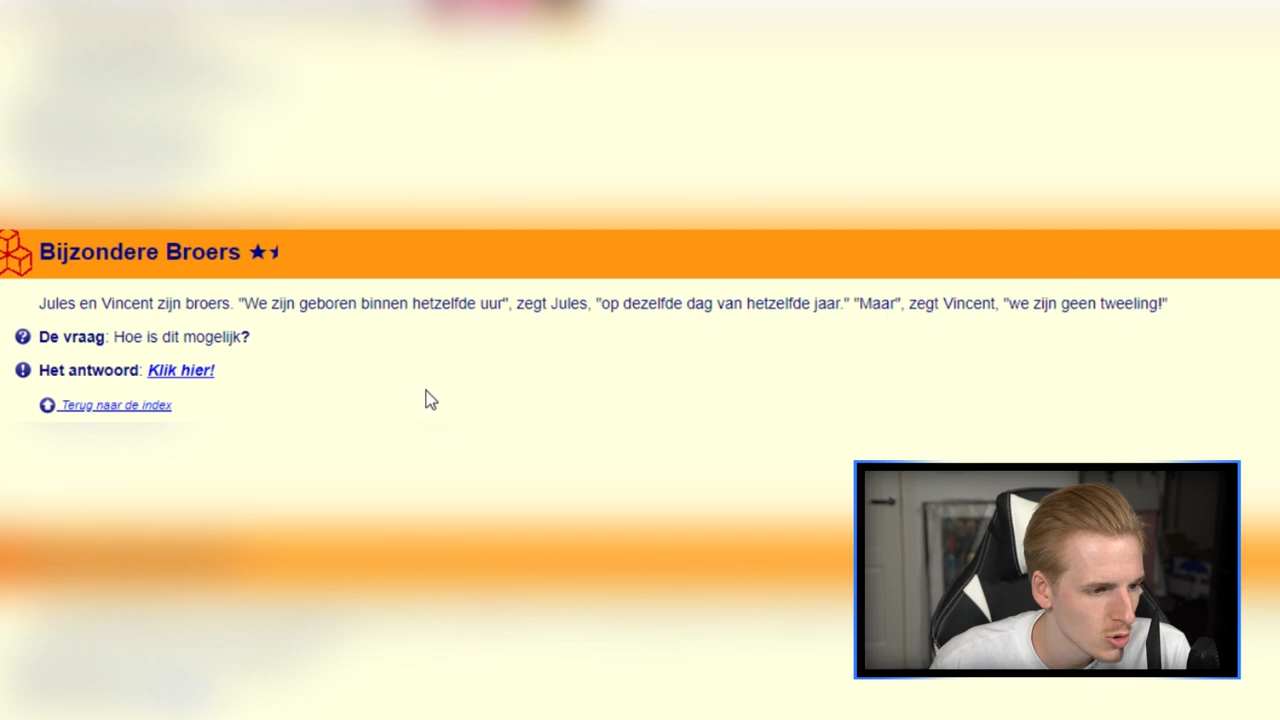 Bijzondere Broers
Jules en Vincent zijn broers. "We zijn geboren binnen hetzelfde uur", zegt Jules, "op dezelfde dag van hetzelfde jaar." "Maar", zegt Vincent, "we zijn geen tweeling!"
De vraag: Hoe is dit mogelijk?
Het antwoord: Klik hier!
Terug naar de index